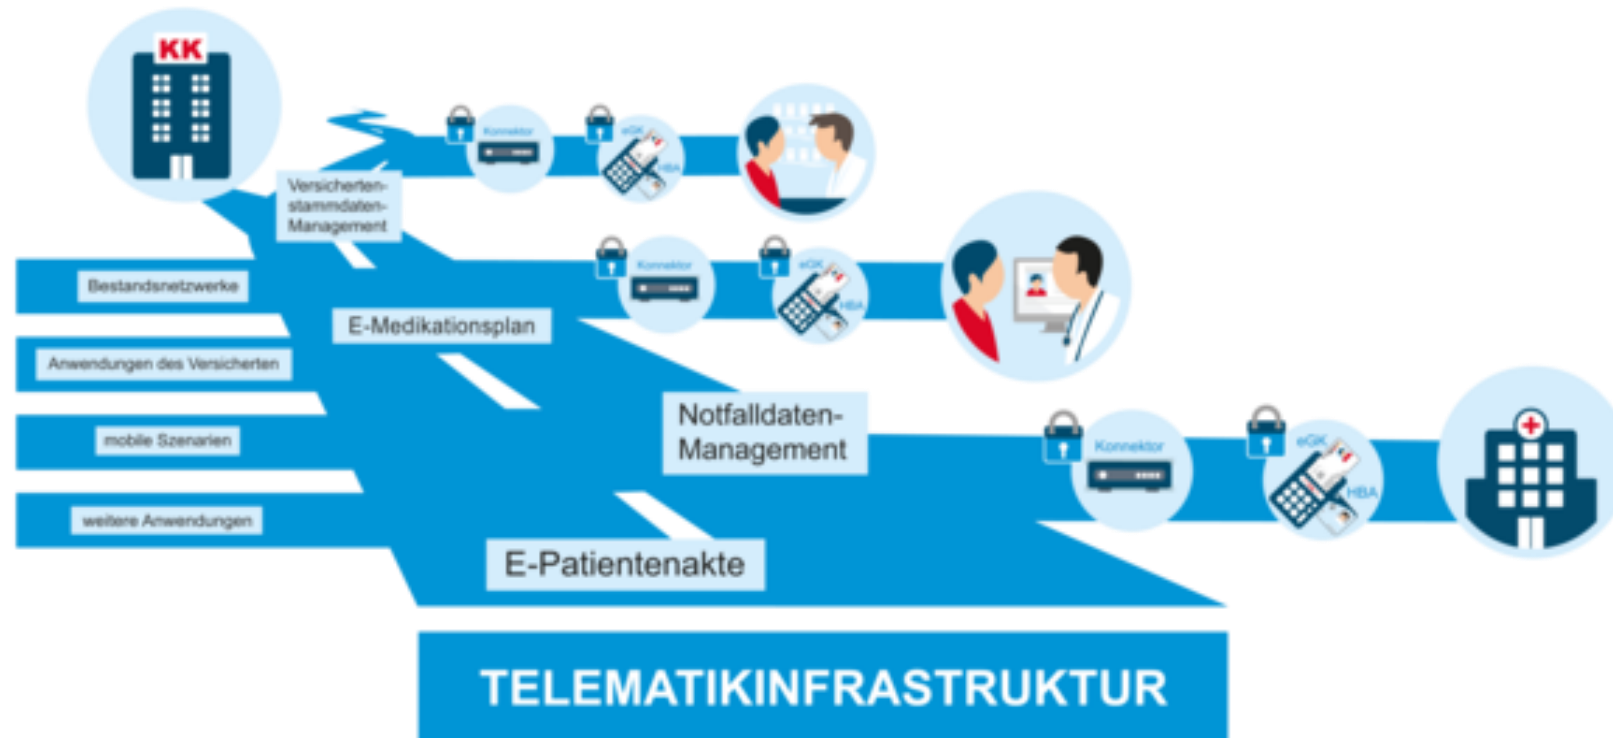 KK
Konnektor
eGK
HBA
Versicherten-
stammdaten-
Management
Konnektor
eGK
HBA
Bestandsnetzwerke
E-Medikationsplan
Anwendungen des Versicherten
Notfalldaten-
Management
Konnektor
eGK
HBA
mobile Szenarien
weitere Anwendungen
E-Patientenakte
TELEMATIKINFRASTRUKTUR